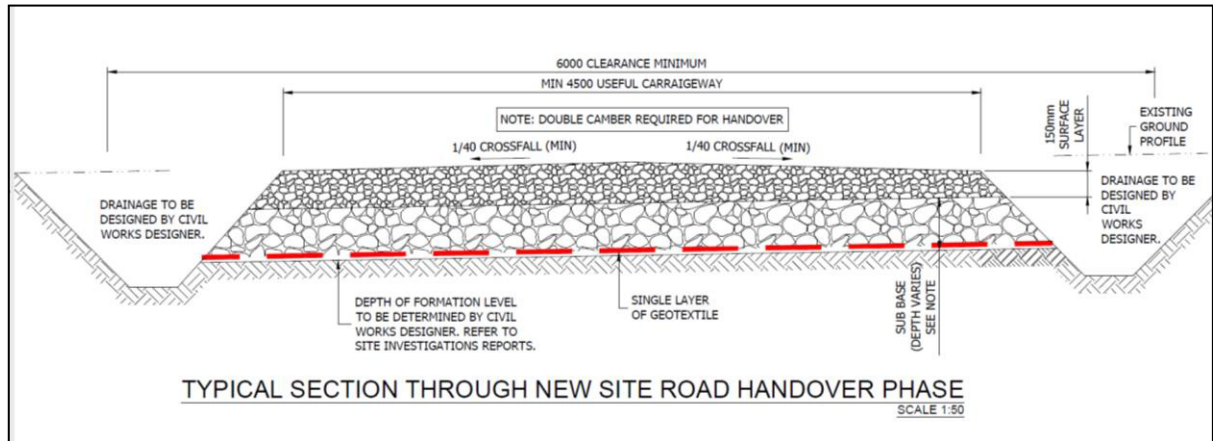 6000 CLEARANCE MINIMUM
MIN 4500 USEFUL CARRAIGEWAY
NOTE: DOUBLE CAMBER REQUIRED FOR HANDOVER
1/40 CROSSFALL (MIN)
1/40 CROSSFALL (MIN)
150mm
SURFACE
LAYER
EXISTING
GROUND
PROFILE
DRAINAGE TO BE
DESIGNED BY CIVIL
WORKS DESIGNER.
DRAINAGE TO BE
DESIGNED BY
CIVIL
WORKS
DESIGNER.
DEPTH OF FORMATION LEVEL
TO BE DETERMINED BY CIVIL
WORKS DESIGNER. REFER TO
SITE INVESTIGATIONS REPORTS.
SINGLE LAYER
OF GEOTEXTILE
SUB BASE
(DEPTH VARIES)
SEE NOTE
TYPICAL SECTION THROUGH NEW SITE ROAD HANDOVER PHASE
SCALE 1:50